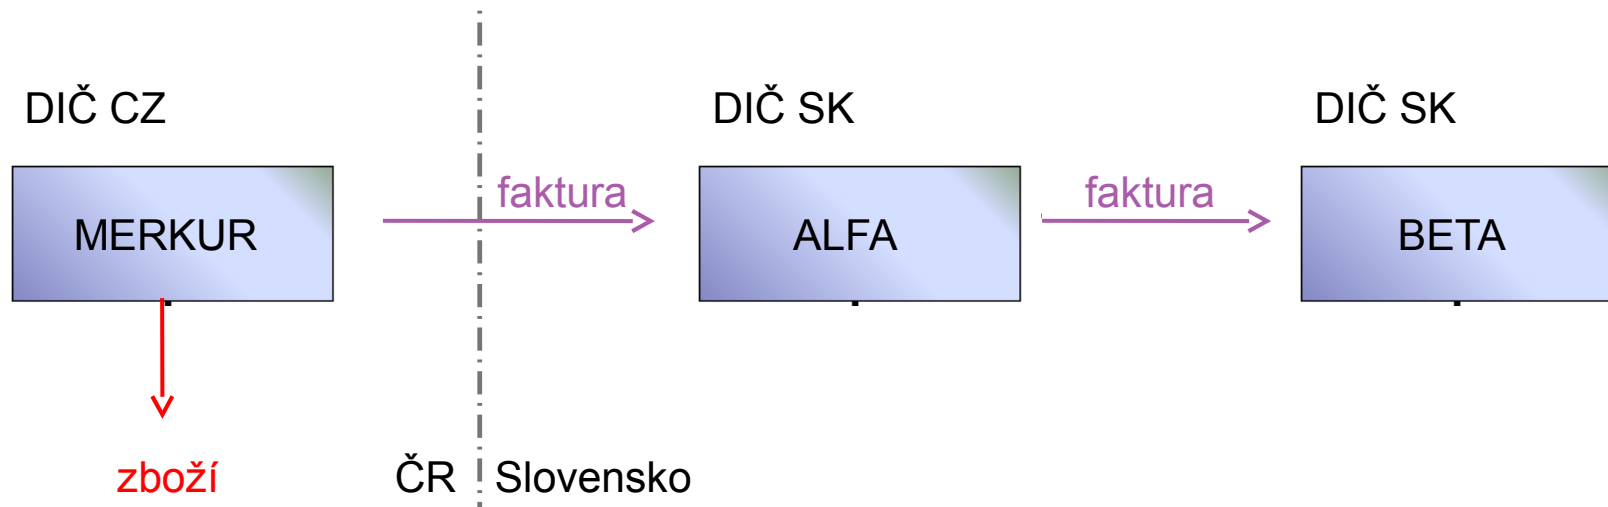 DIČ CZ
DIČ SK
DIČ SK
MERKUR
faktura
ALFA
faktura
BETA
zboží
ČR
Slovensko